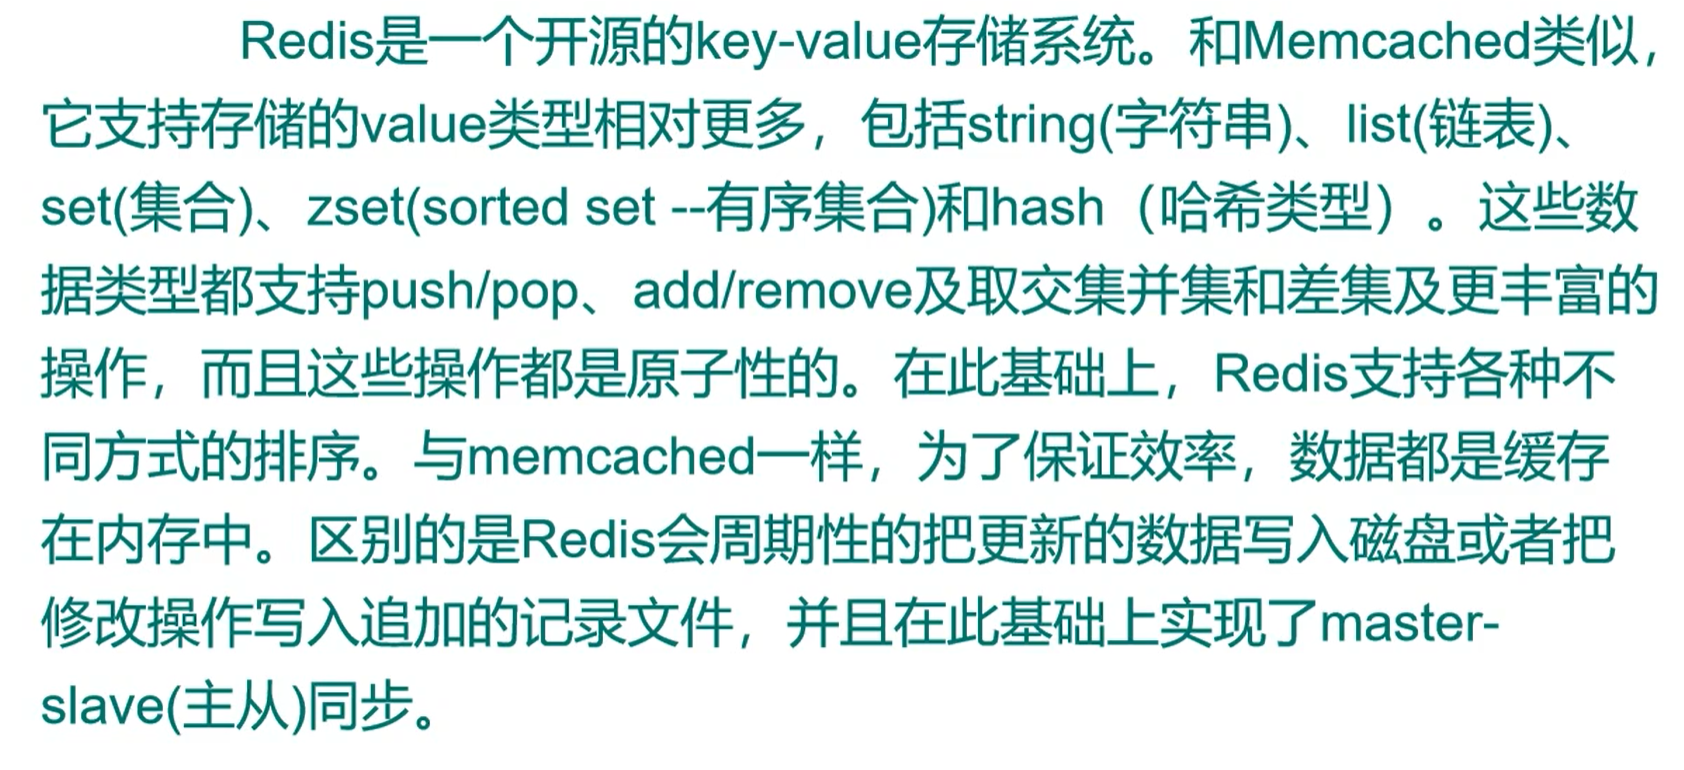 Redis是一个开源的key-value存储系统。和Memcached类似，
它支持存储的value类型相对更多，包括string(字符串)、list(链表)、
set(集合)、zset(sorted set --有序集合)和hash（哈希类型）。这些数
据类型都支持push/pop、add/remove及取交集并集和差集及更丰富的
操作，而且这些操作都是原子性的。在此基础上，Redis支持各种不
同方式的排序。与memcached一样，为了保证效率，数据都是缓存
在内存中。区别的是Redis会周期性的把更新的数据写入磁盘或者把
修改操作写入追加的记录文件，并且在此基础上实现了master-
slave(主从)同步。